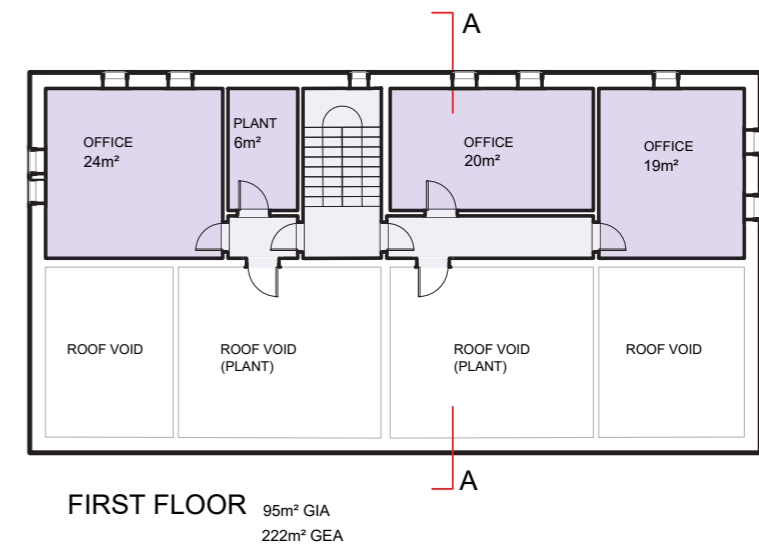 A
OFFICE
24m²
PLANT
6m²
OFFICE
20m²
OFFICE
19m²
ROOF VOID
ROOF VOID
(PLANT)
ROOF VOID
(PLANT)
ROOF VOID
A
FIRST FLOOR 95m² GIA
222m² GEA